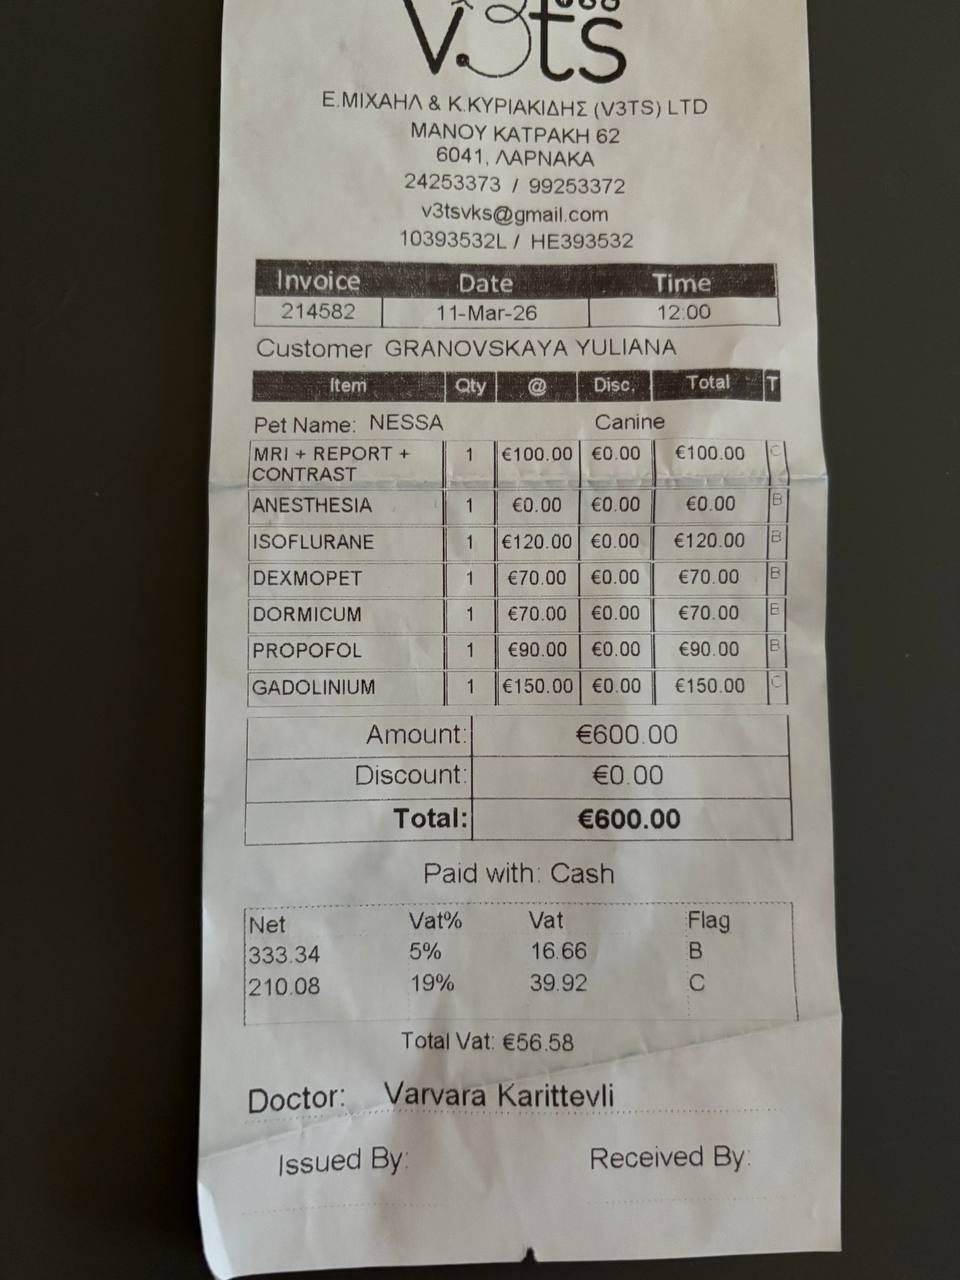 v3ts
Ε.ΜΙΧΑΗΛ & Κ.ΚΥΡΙΑΚΙΔΗΣ (V3TS) LTD
ΜΑΝΟΥ ΚΑΤΡΑΚΗ 62
6041, ΛΑΡΝΑΚΑ
24253373 / 99253372
v3tsvks@gmail.com
10393532L / HE393532
Invoice Date Time
214582 11-Mar-26 12:00
Customer GRANOVSKAYA YULIANA
Item Qty @ Disc. Total T
Pet Name: NESSA Canine
MRI + REPORT + 1 €100.00 €0.00 €100.00 C
CONTRAST
ANESTHESIA 1 €0.00 €0.00 €0.00 B
ISOFLURANE 1 €120.00 €0.00 €120.00 B
DEXMOPET 1 €70.00 €0.00 €70.00 B
DORMICUM 1 €70.00 €0.00 €70.00 B
PROPOFOL 1 €90.00 €0.00 €90.00 B
GADOLINIUM 1 €150.00 €0.00 €150.00 C
Amount: €600.00
Discount: €0.00
Total: €600.00
Paid with: Cash
Net Vat% Vat Flag
333.34 5% 16.66 B
210.08 19% 39.92 C
Total Vat: €56.58
Doctor: Varvara Karittevli
Issued By: Received By: